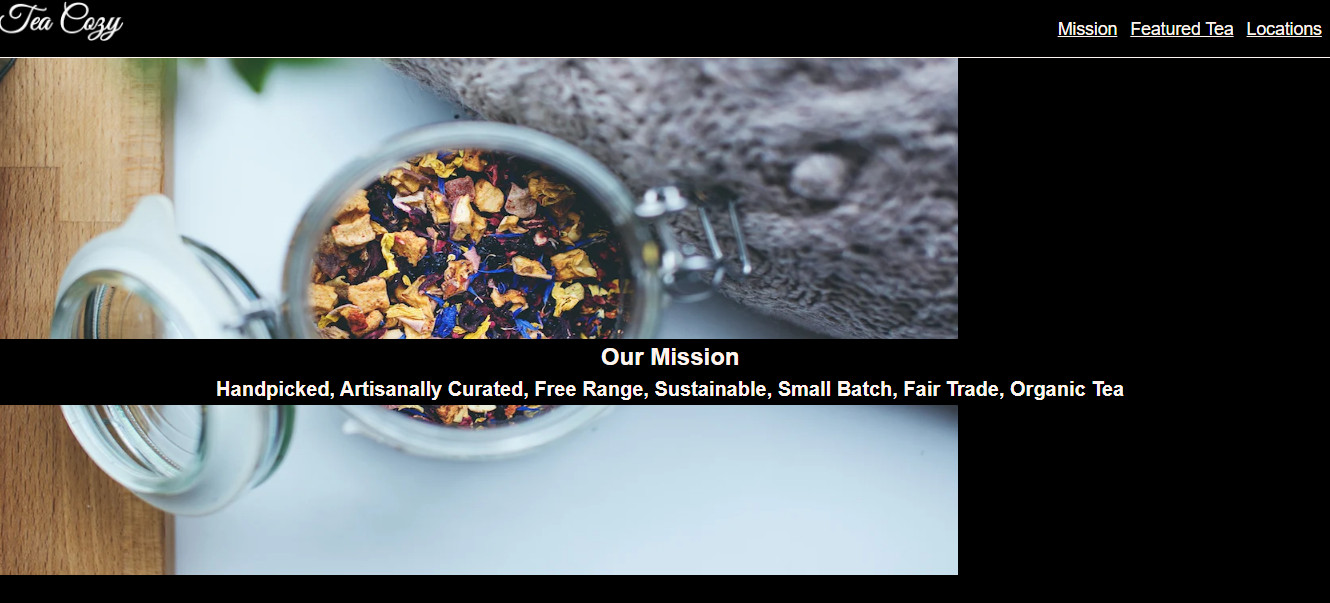 Tea Cozy
Mission Featured Tea Locations
Our Mission
Handpicked, Artisanally Curated, Free Range, Sustainable, Small Batch, Fair Trade, Organic Tea